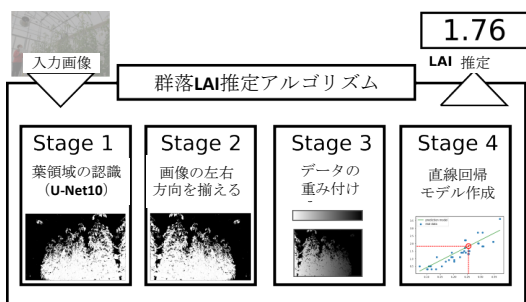 入力画像
1.76
LAI 推定
群落LAI推定アルゴリズム
Stage 1
葉領域の認識
（U-Net10）
Stage 2
画像の左右
方向を揃える
Stage 3
データの
重み付け
Stage 4
直線回帰
モデル作成